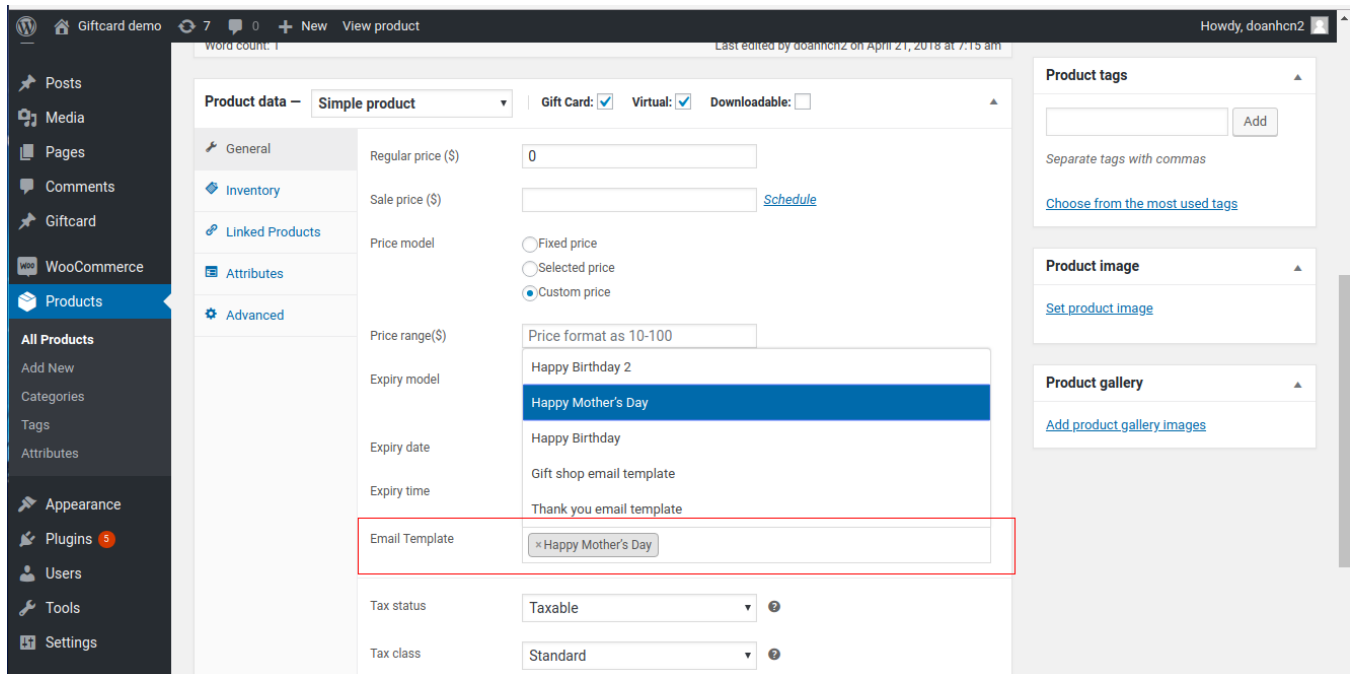 Giftcard demo 7 0 + New View product Howdy, doanhcn2
Word count: 1 Last edited by doanhcn2 on April 21, 2018 at 7:15 am
Posts
Media
Pages
Comments
Giftcard
WOO WooCommerce
Products
All Products
Add New
Categories
Tags
Attributes
Appearance
Plugins 5
Users
Tools
Settings
Product data — Simple product Gift Card: Virtual: Downloadable:
General
Inventory
Linked Products
Attributes
Advanced
Regular price ($) 0
Sale price ($) Schedule
Price model Fixed price
Selected price
Custom price
Price range($) Price format as 10-100
Happy Birthday 2
Expiry model
Happy Mother's Day
Happy Birthday
Expiry date
Gift shop email template
Expiry time
Thank you email template
Email Template ×Happy Mother's Day
Tax status Taxable
Tax class Standard
Product tags
Add
Separate tags with commas
Choose from the most used tags
Product image
Set product image
Product gallery
Add product gallery images